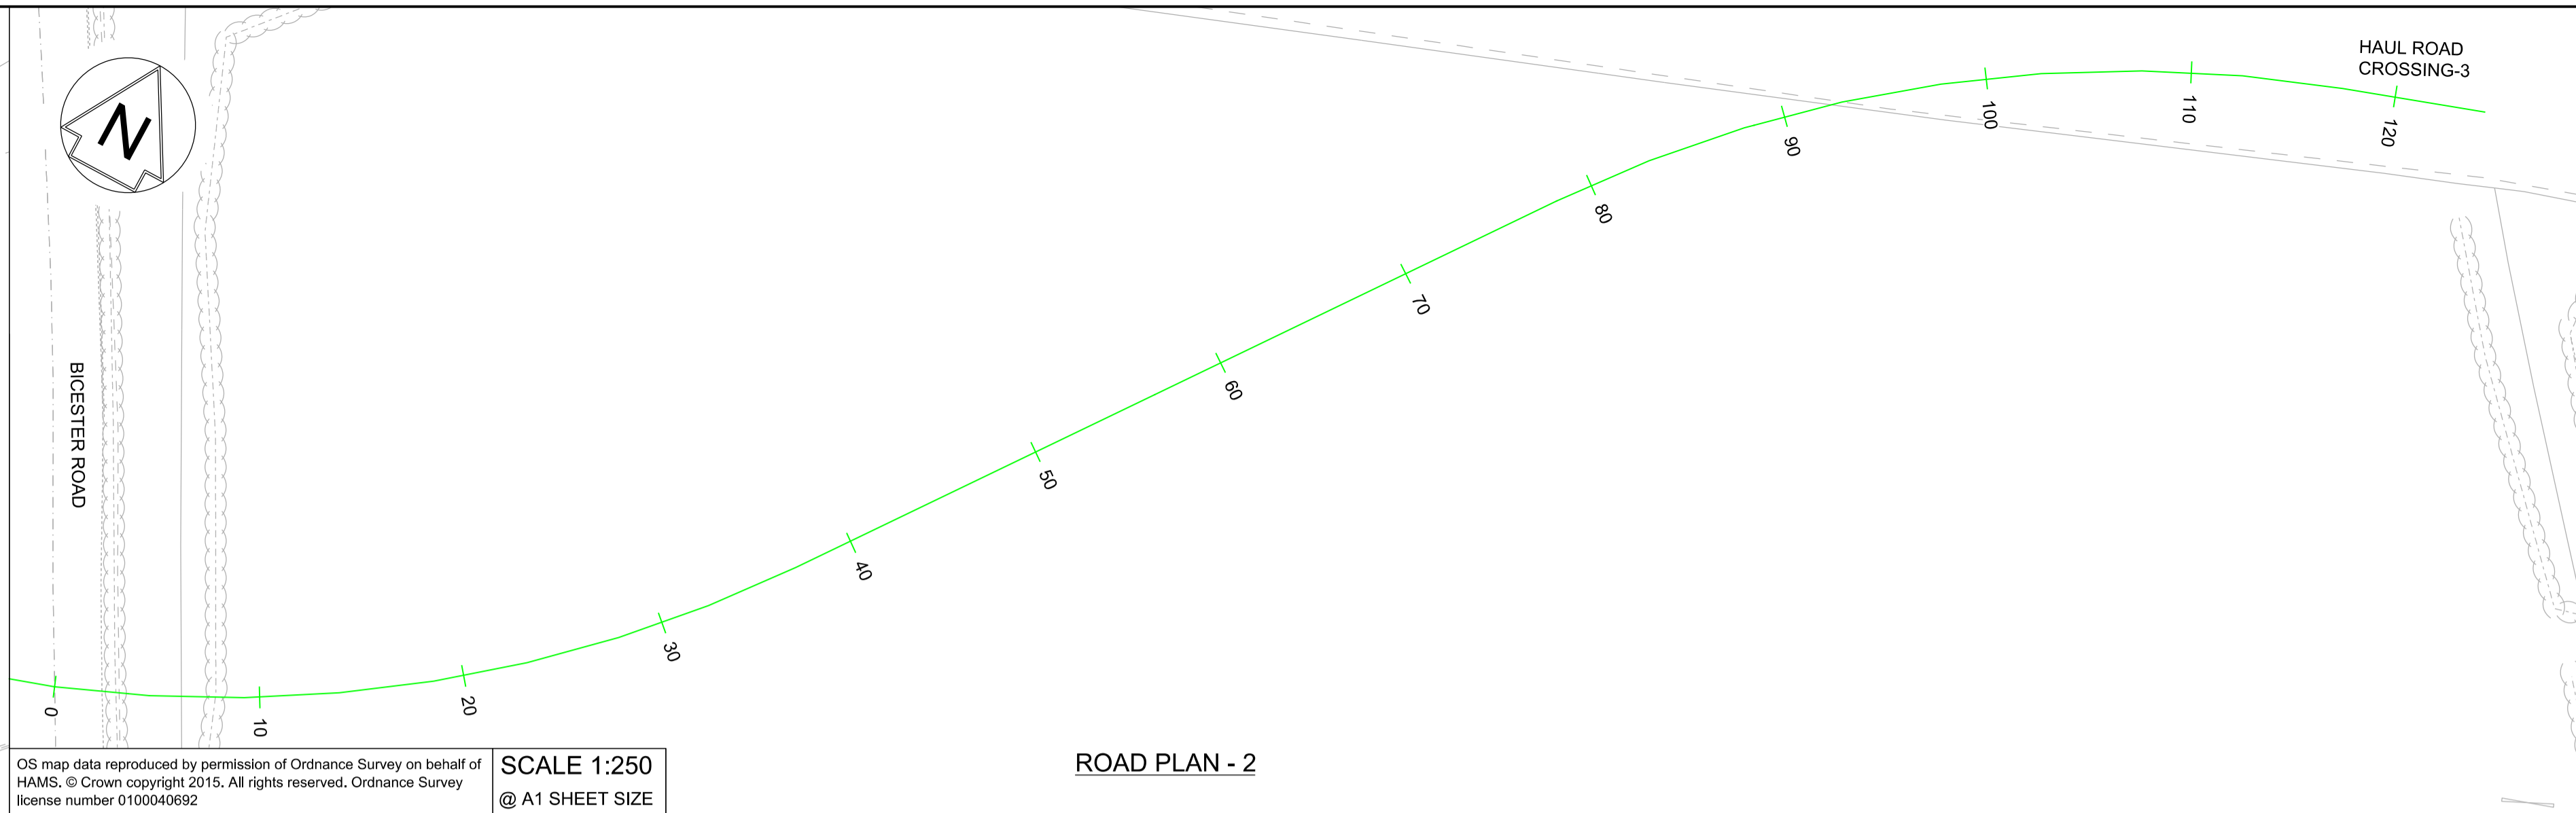 HAUL ROAD
CROSSING-3
N
BICESTER ROAD
0
10
20
30
40
50
60
70
80
90
100
110
120
OS map data reproduced by permission of Ordnance Survey on behalf of
HAMS. © Crown copyright 2015. All rights reserved. Ordnance Survey
license number 0100040692
SCALE 1:250
@ A1 SHEET SIZE
ROAD PLAN - 2